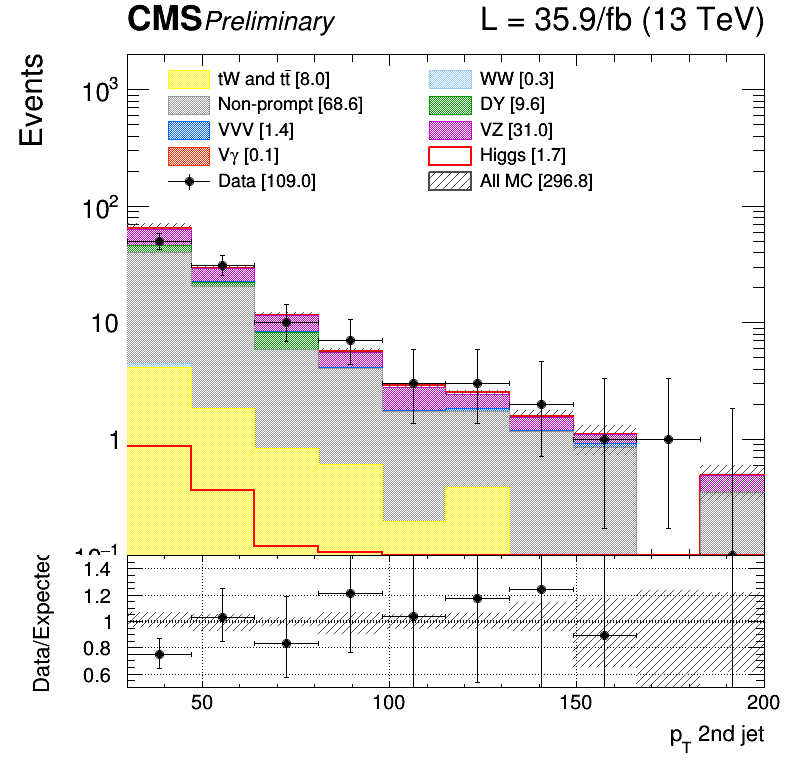 CMS Preliminary L = 35.9/fb (13 TeV)
Events
tW and tt̄ [8.0]
WW [0.3]
Non-prompt [68.6]
DY [9.6]
VVV [1.4]
VZ [31.0]
Vγ [0.1]
Higgs [1.7]
Data [109.0]
All MC [296.8]
10³
10²
10
1
10⁻¹
Data/Expected
1.4
1.2
1
0.8
0.6
50 100 150 200
p_T 2nd jet